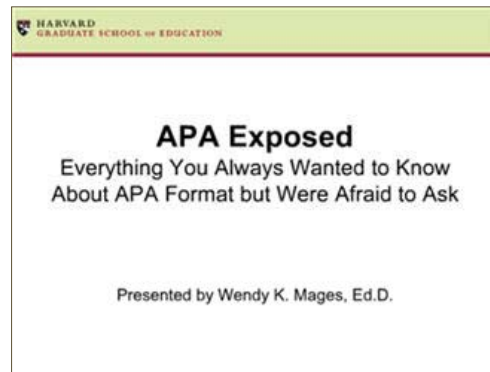 HARVARD
GRADUATE SCHOOL OF EDUCATION
APA Exposed
Everything You Always Wanted to Know
About APA Format but Were Afraid to Ask
Presented by Wendy K. Mages, Ed.D.